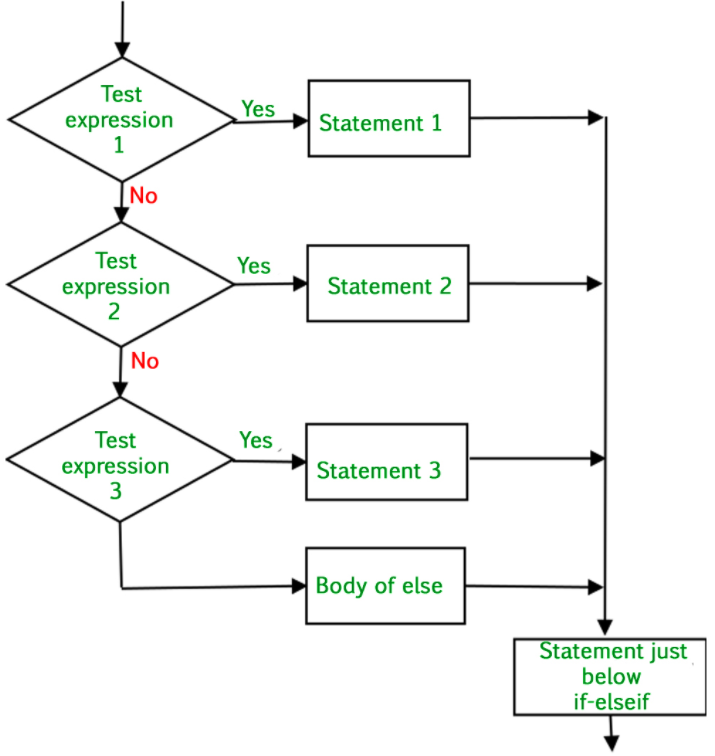 Test
expression
1
Yes
Statement 1
No
Test
expression
2
Yes
Statement 2
No
Test
expression
3
Yes
Statement 3
Body of else
Statement just
below
if-elseif